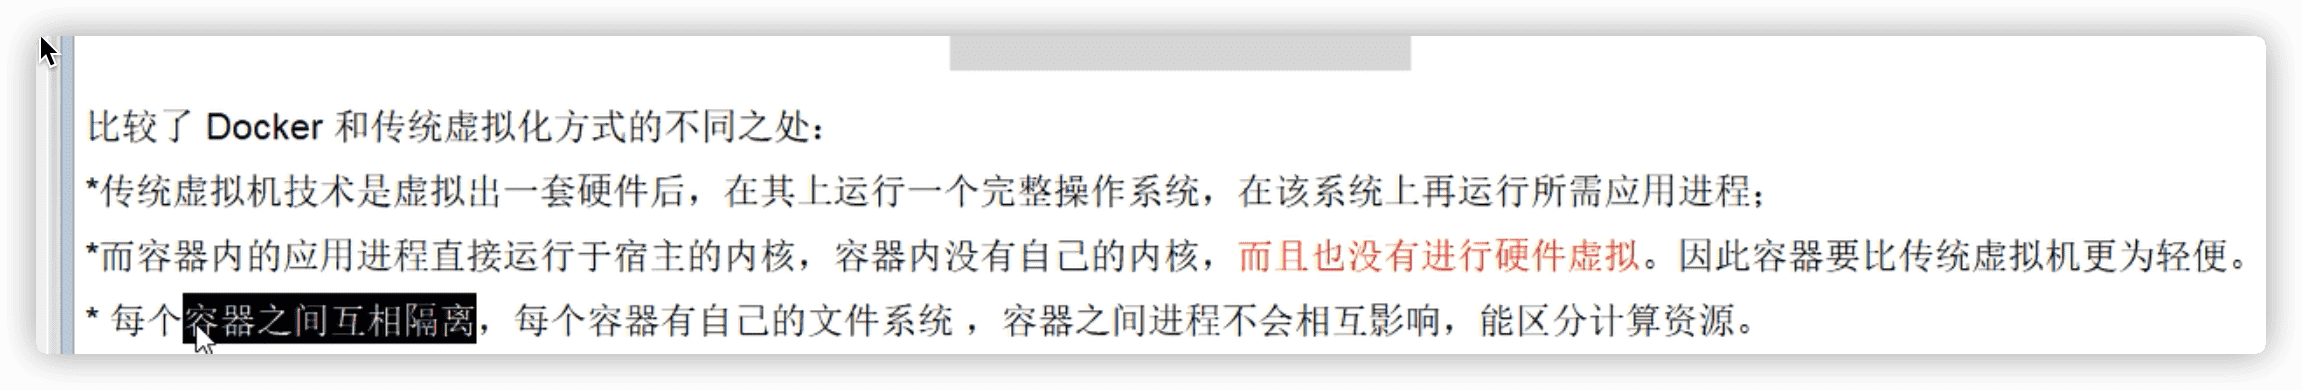 比较了 Docker 和传统虚拟化方式的不同之处：
*传统虚拟机技术是虚拟出一套硬件后，在其上运行一个完整操作系统，在该系统上再运行所需应用进程；
*而容器内的应用进程直接运行于宿主的内核，容器内没有自己的内核，而且也没有进行硬件虚拟。因此容器要比传统虚拟机更为轻便。
* 每个容器之间互相隔离，每个容器有自己的文件系统 ，容器之间进程不会相互影响，能区分计算资源。